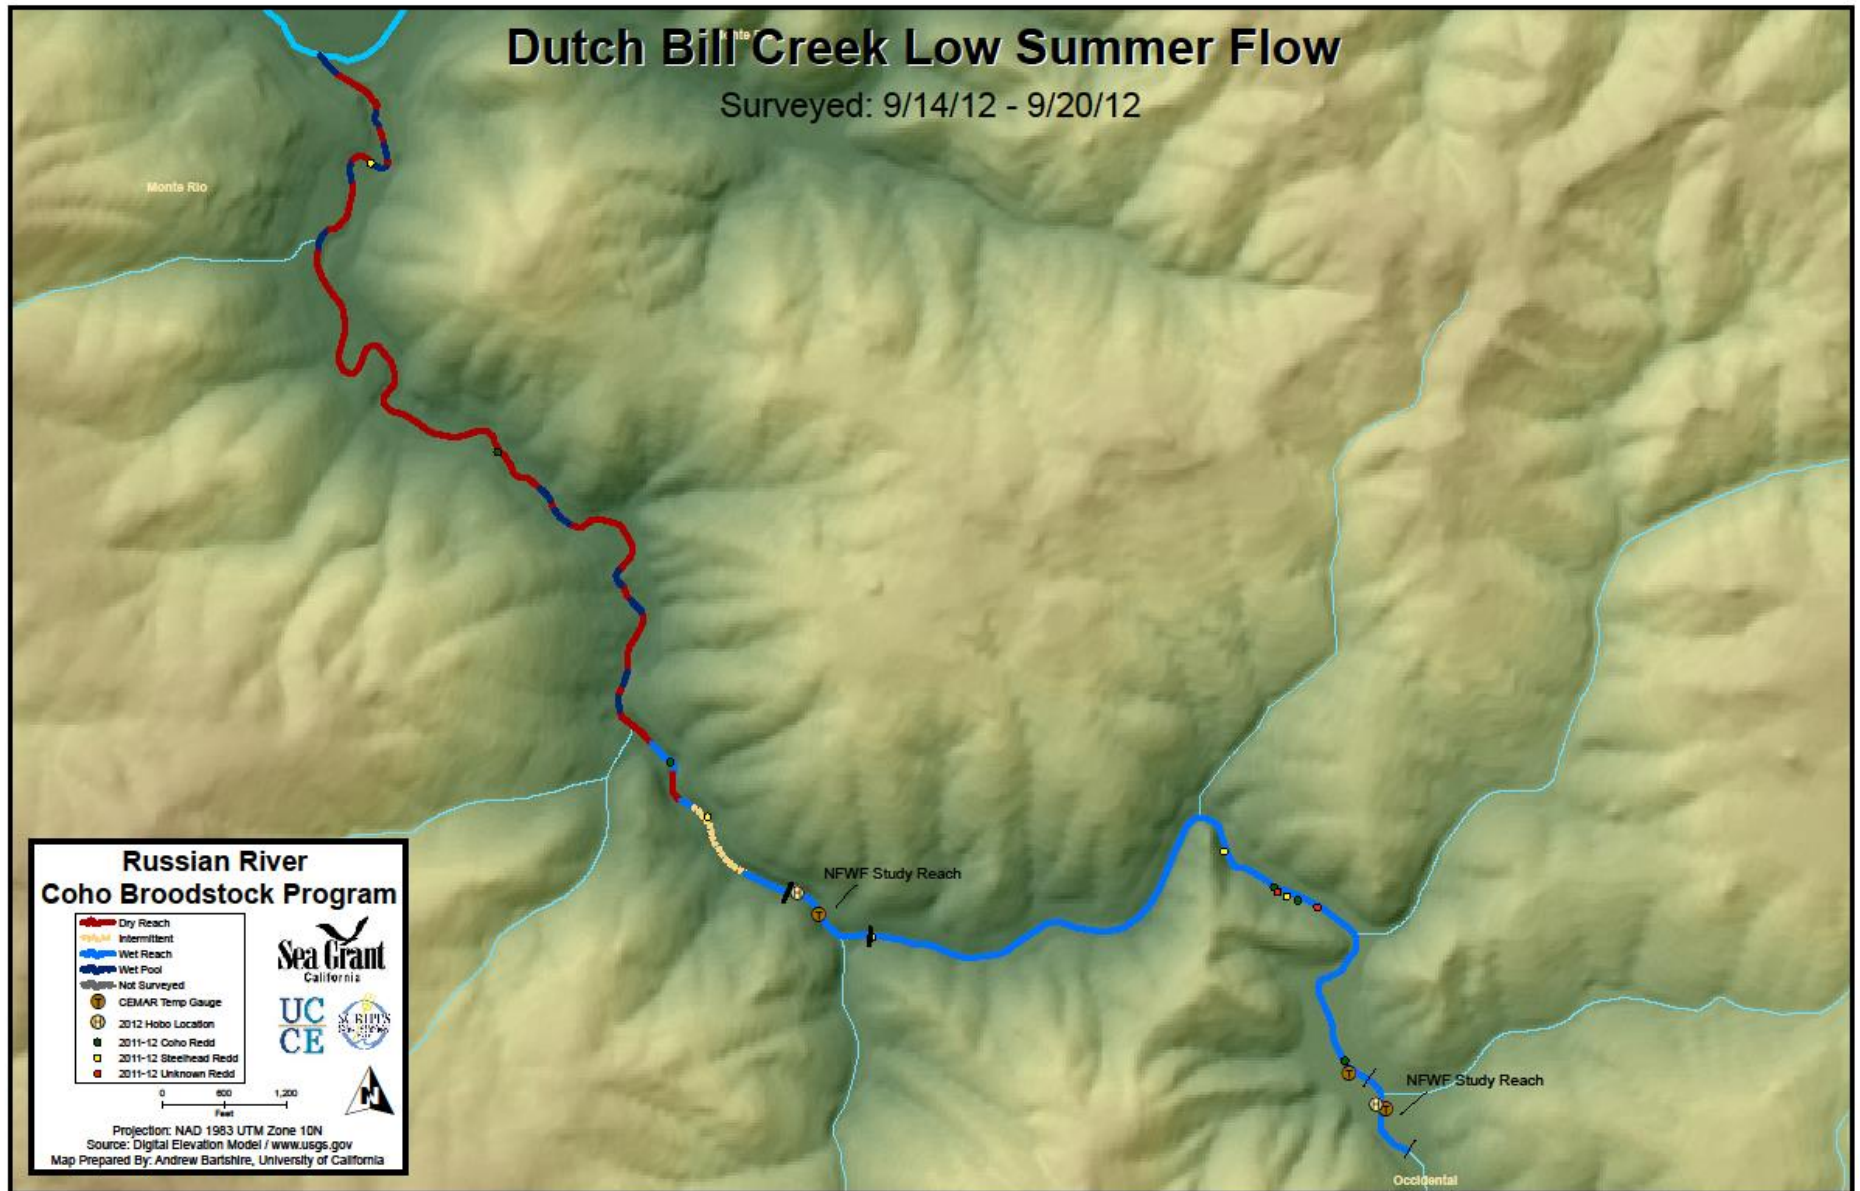 Dutch Bill Creek Low Summer Flow
Surveyed: 9/14/12 - 9/20/12
Monte Rio
NFWF Study Reach
NFWF Study Reach
Occidental
Russian River
Coho Broodstock Program
Dry Reach
Intermittent
Wet Reach
Wet Pool
Not Surveyed
T CEMAR Temp Gauge
H 2012 Hobo Location
2011-12 Coho Redd
2011-12 Steelhead Redd
2011-12 Unknown Redd
Sea Grant
California
UC
CE
SCRIPPS
N
0 600 1,200
Feet
Projection: NAD 1983 UTM Zone 10N
Source: Digital Elevation Model / www.usgs.gov
Map Prepared By: Andrew Bartshire, University of California
H
T
T
H T